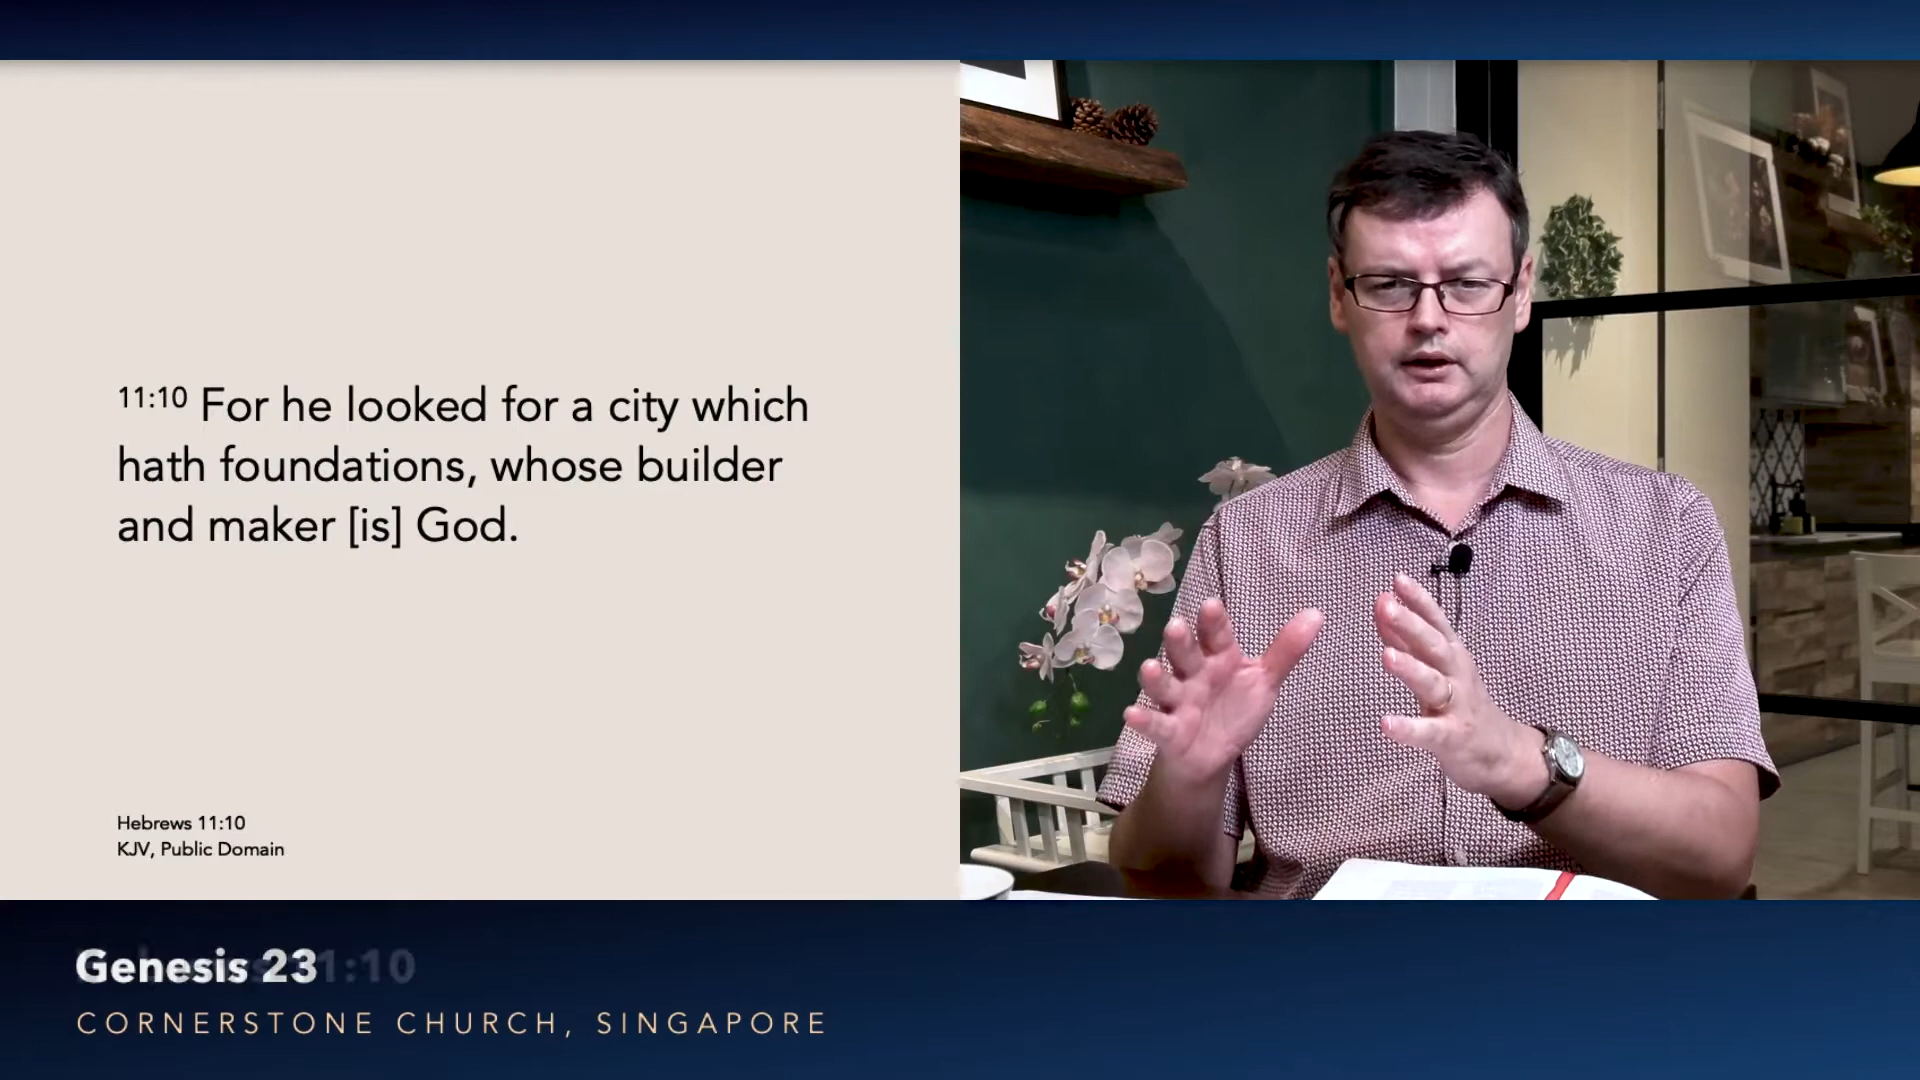 11:10 For he looked for a city which
hath foundations, whose builder
and maker [is] God.
Hebrews 11:10
KJV, Public Domain
Genesis 23
CORNERSTONE CHURCH, SINGAPORE